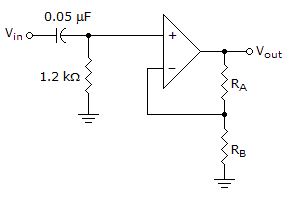 0.05 µF
Vin
+
Vout
1.2 kΩ
−
RA
RB